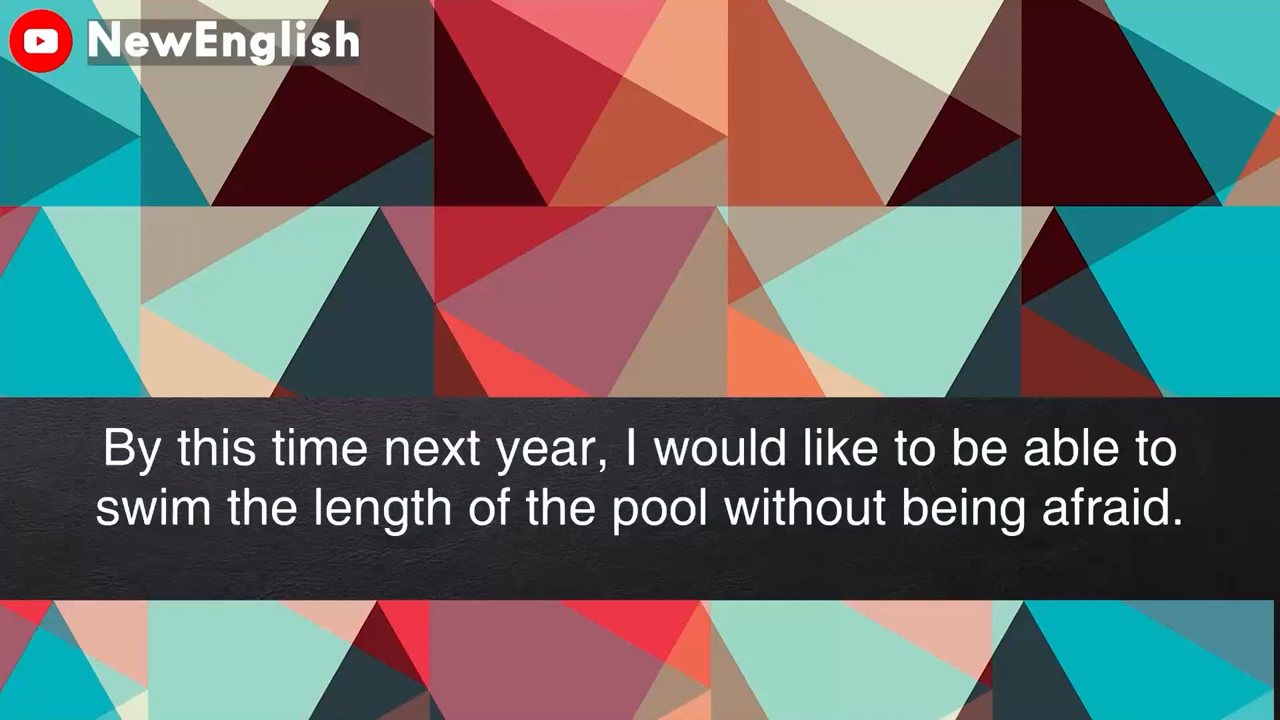 NewEnglish
By this time next year, I would like to be able to
swim the length of the pool without being afraid.